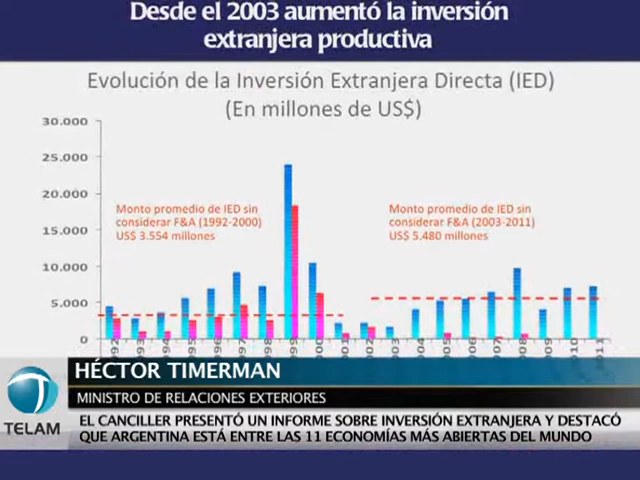 Desde el 2003 aumentó la inversión
extranjera productiva
Evolución de la Inversión Extranjera Directa (IED)
(En millones de US$)
30.000
25.000
20.000
15.000
10.000
5.000
0
Monto promedio de IED sin
considerar F&A (1992-2000)
US$ 3.554 millones
Monto promedio de IED sin
considerar F&A (2003-2011)
US$ 5.480 millones
HÉCTOR TIMERMAN
MINISTRO DE RELACIONES EXTERIORES
EL CANCILLER PRESENTÓ UN INFORME SOBRE INVERSIÓN EXTRANJERA Y DESTACÓ
QUE ARGENTINA ESTÁ ENTRE LAS 11 ECONOMÍAS MÁS ABIERTAS DEL MUNDO
TELAM